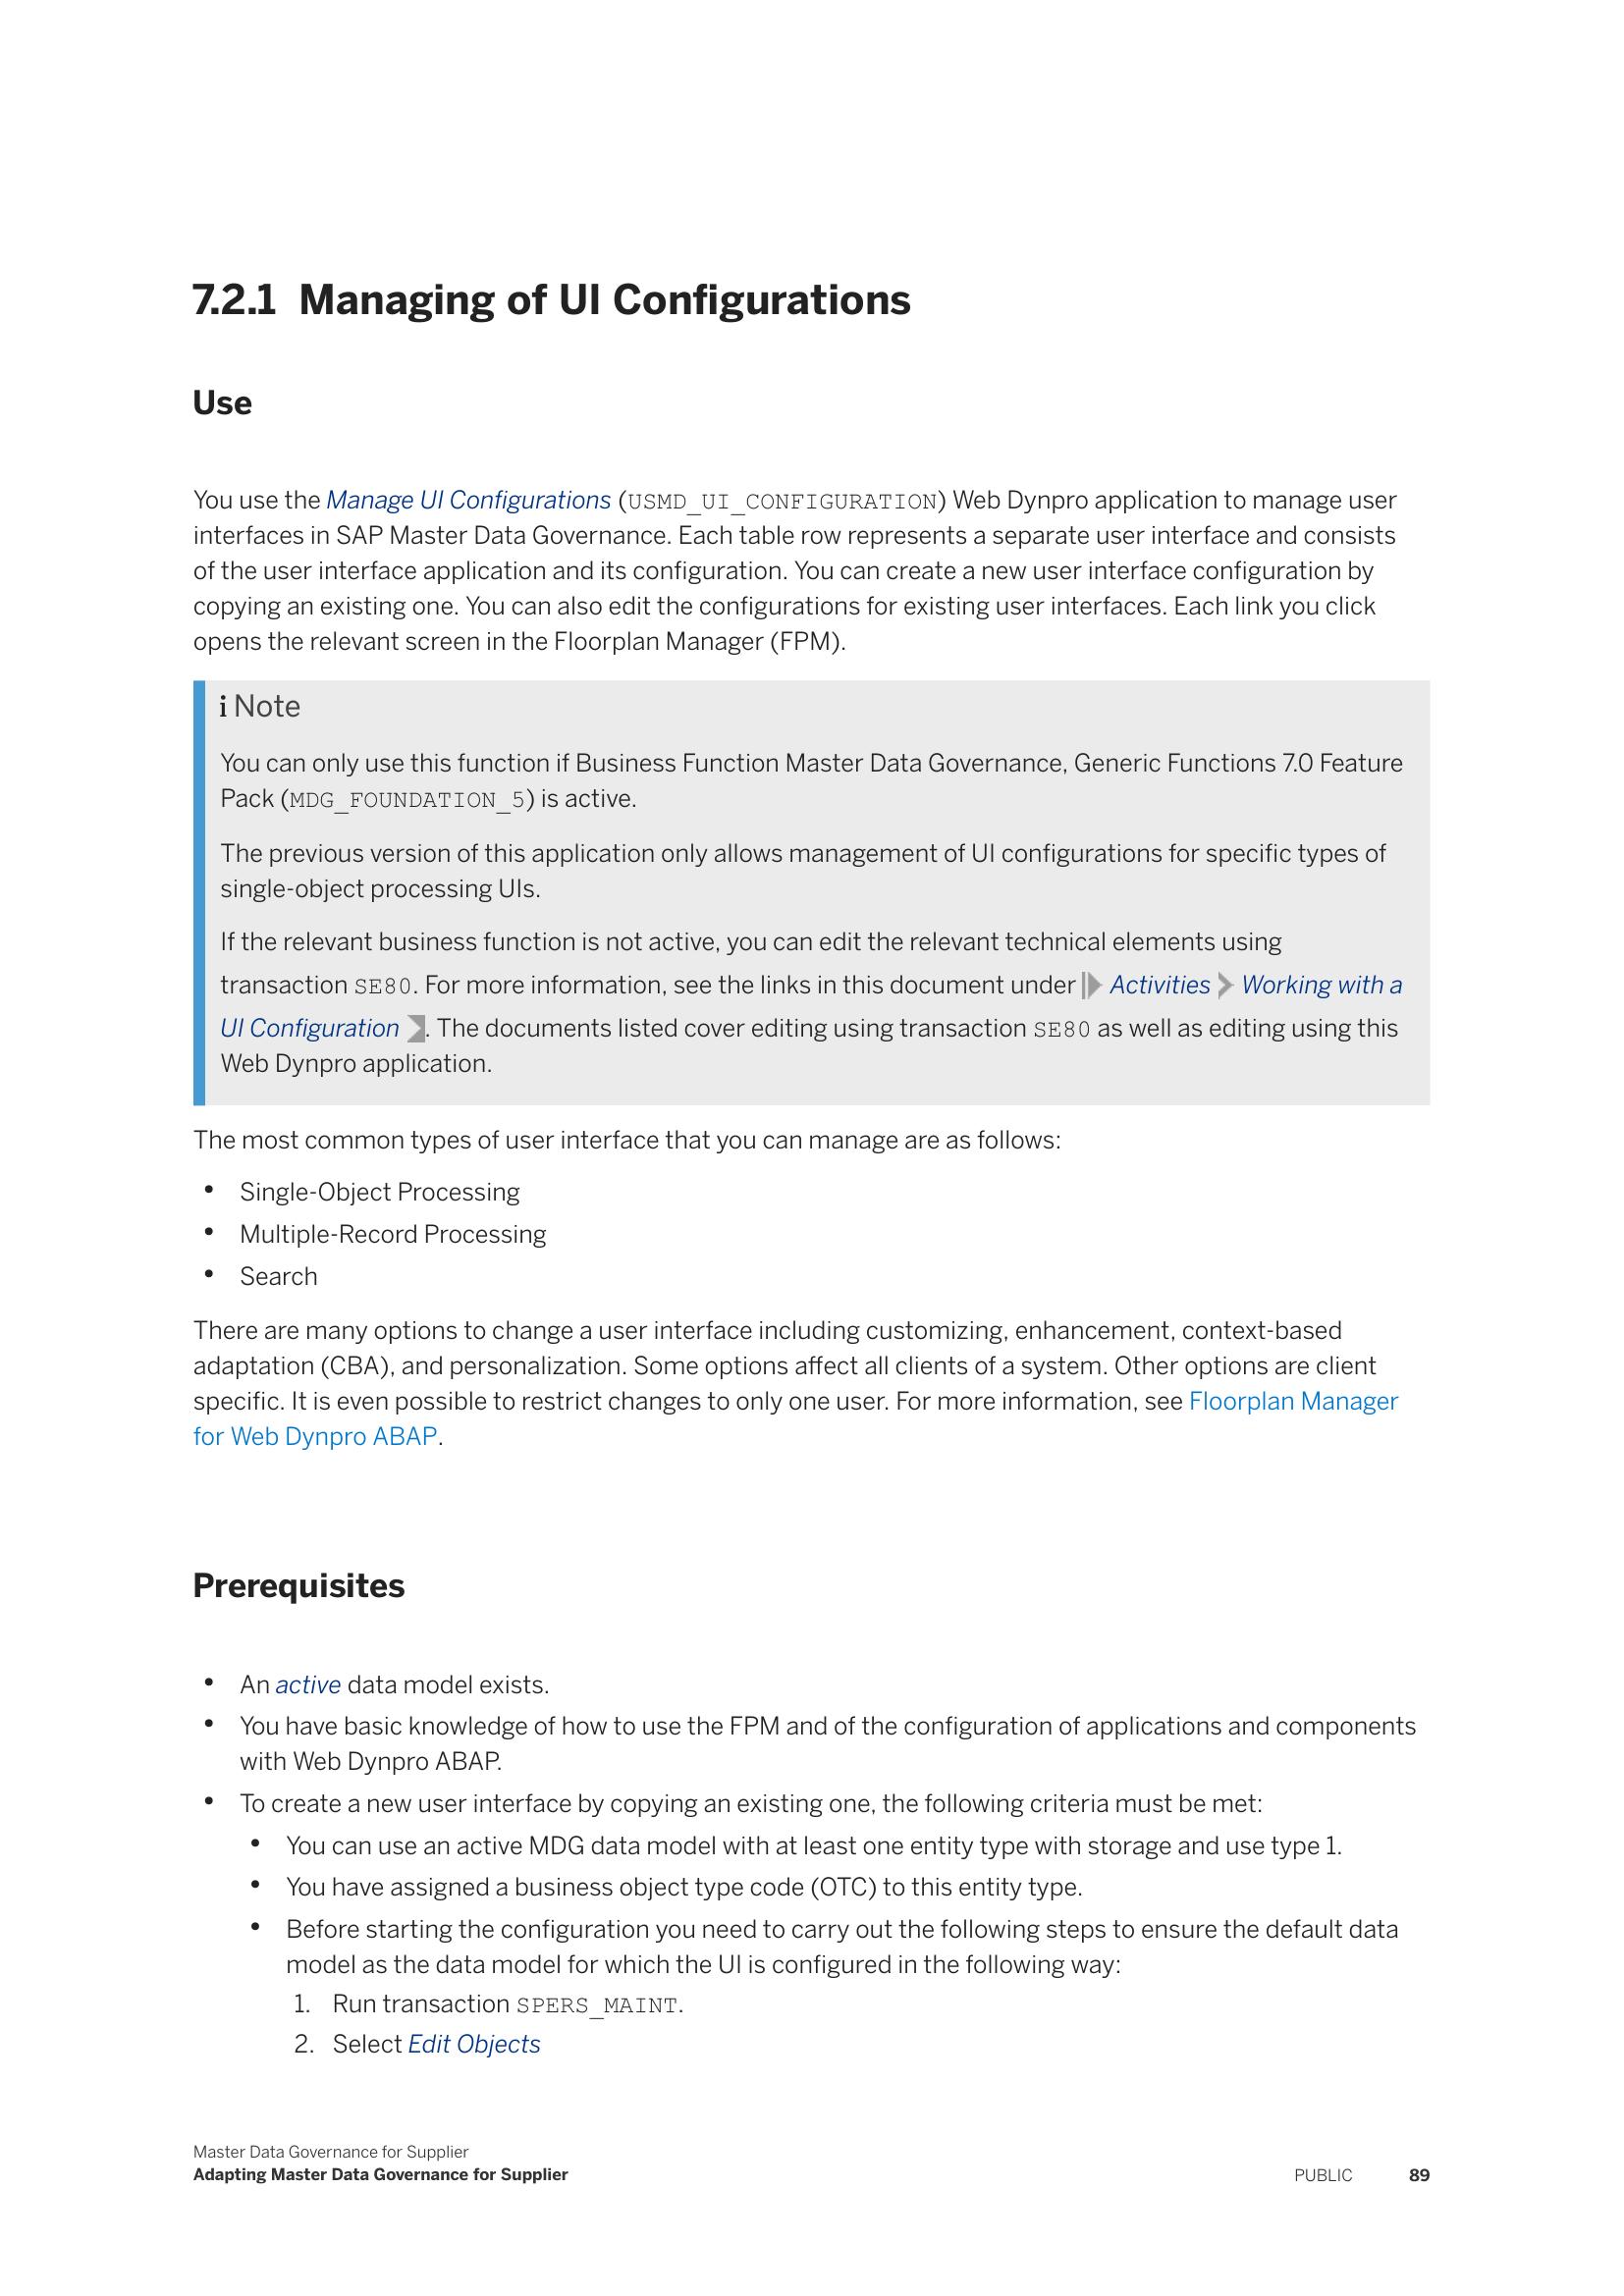 7.2.1 Managing of UI Configurations
Use
You use the Manage UI Configurations (USMD_UI_CONFIGURATION) Web Dynpro application to manage user
interfaces in SAP Master Data Governance. Each table row represents a separate user interface and consists
of the user interface application and its configuration. You can create a new user interface configuration by
copying an existing one. You can also edit the configurations for existing user interfaces. Each link you click
opens the relevant screen in the Floorplan Manager (FPM).
i Note
You can only use this function if Business Function Master Data Governance, Generic Functions 7.0 Feature
Pack (MDG_FOUNDATION_5) is active.
The previous version of this application only allows management of UI configurations for specific types of
single-object processing UIs.
If the relevant business function is not active, you can edit the relevant technical elements using
transaction SE80. For more information, see the links in this document under Activities Working with a
UI Configuration . The documents listed cover editing using transaction SE80 as well as editing using this
Web Dynpro application.
The most common types of user interface that you can manage are as follows:
• Single-Object Processing
• Multiple-Record Processing
• Search
There are many options to change a user interface including customizing, enhancement, context-based
adaptation (CBA), and personalization. Some options affect all clients of a system. Other options are client
specific. It is even possible to restrict changes to only one user. For more information, see Floorplan Manager
for Web Dynpro ABAP.
Prerequisites
• An active data model exists.
• You have basic knowledge of how to use the FPM and of the configuration of applications and components
with Web Dynpro ABAP.
• To create a new user interface by copying an existing one, the following criteria must be met:
• You can use an active MDG data model with at least one entity type with storage and use type 1.
• You have assigned a business object type code (OTC) to this entity type.
• Before starting the configuration you need to carry out the following steps to ensure the default data
model as the data model for which the UI is configured in the following way:
1. Run transaction SPERS_MAINT.
2. Select Edit Objects
Master Data Governance for Supplier
Adapting Master Data Governance for Supplier
PUBLIC 89